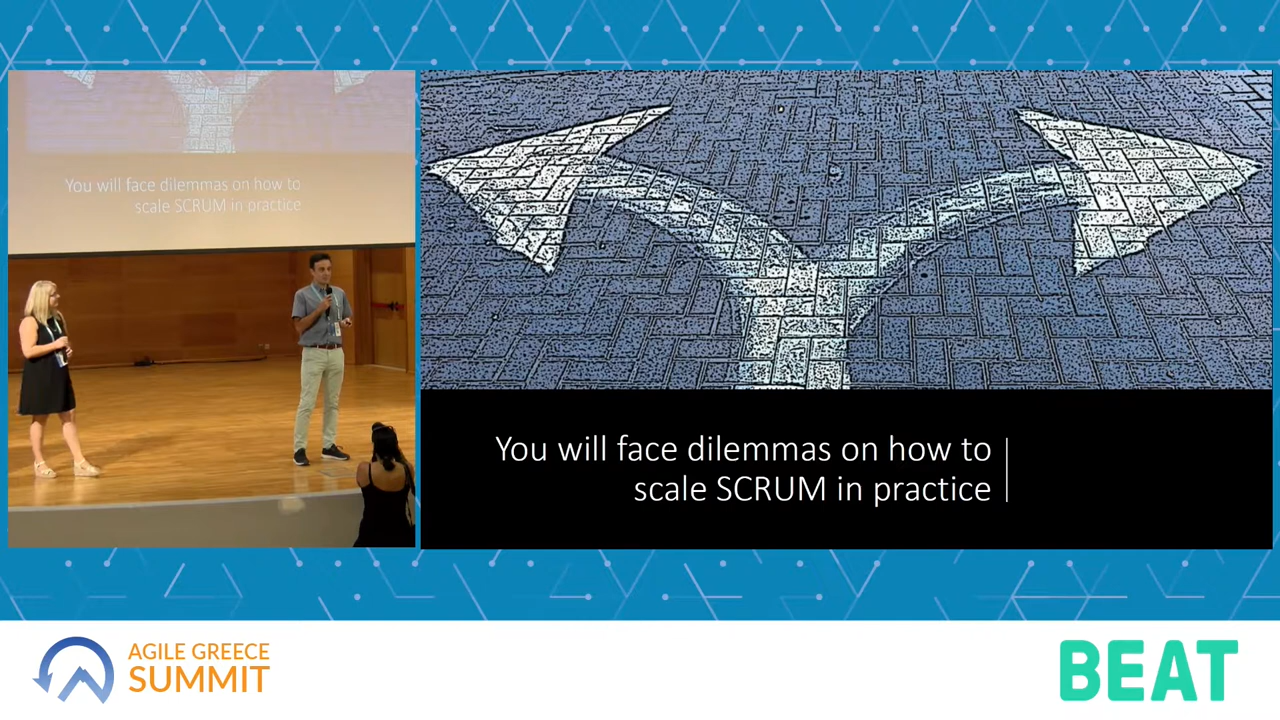 You will face dilemmas on how to
scale SCRUM in practice
You will face dilemmas on how to
scale SCRUM in practice
AGILE GREECE
SUMMIT
BEAT